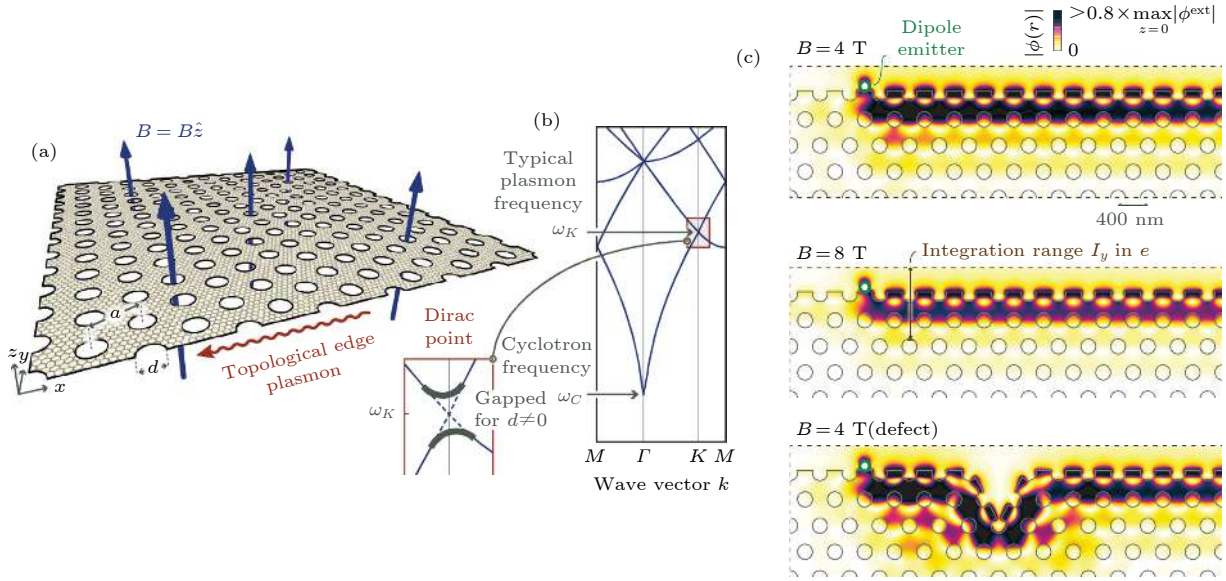 (a)
B = Bẑ
a
d
z
y
x
Topological edge
plasmon
(b)
Typical
plasmon
frequency
ω_K
Dirac
point
Cyclotron
frequency
ω_C
ω_K
Gapped
for d≠0
M Γ K M
Wave vector k
(c)
Dipole
emitter
|ϕ(r)|
>0.8×max|ϕ^ext|
z=0
0
B=4 T
400 nm
B=8 T
Integration range I_y in e
B=4 T(defect)